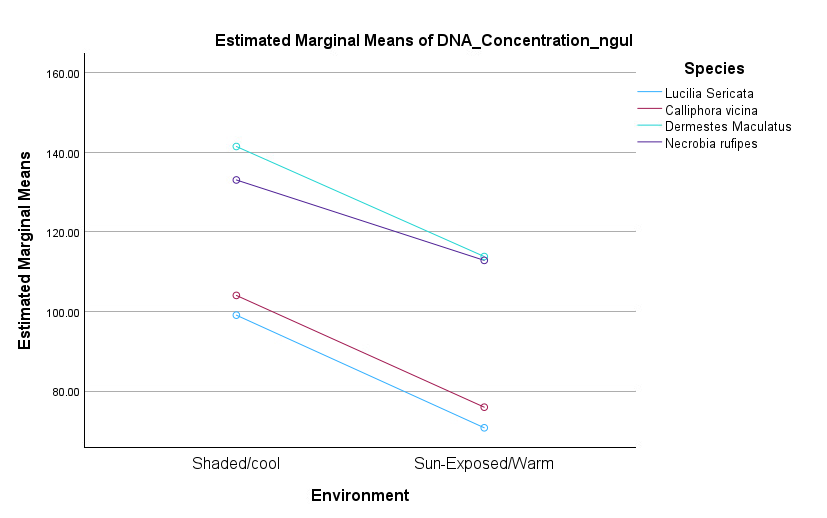 Estimated Marginal Means of DNA_Concentration_ngul
Species
Lucilia Sericata
Calliphora vicina
Dermestes Maculatus
Necrobia rufipes
Estimated Marginal Means
160.00
140.00
120.00
100.00
80.00
Shaded/cool
Sun-Exposed/Warm
Environment